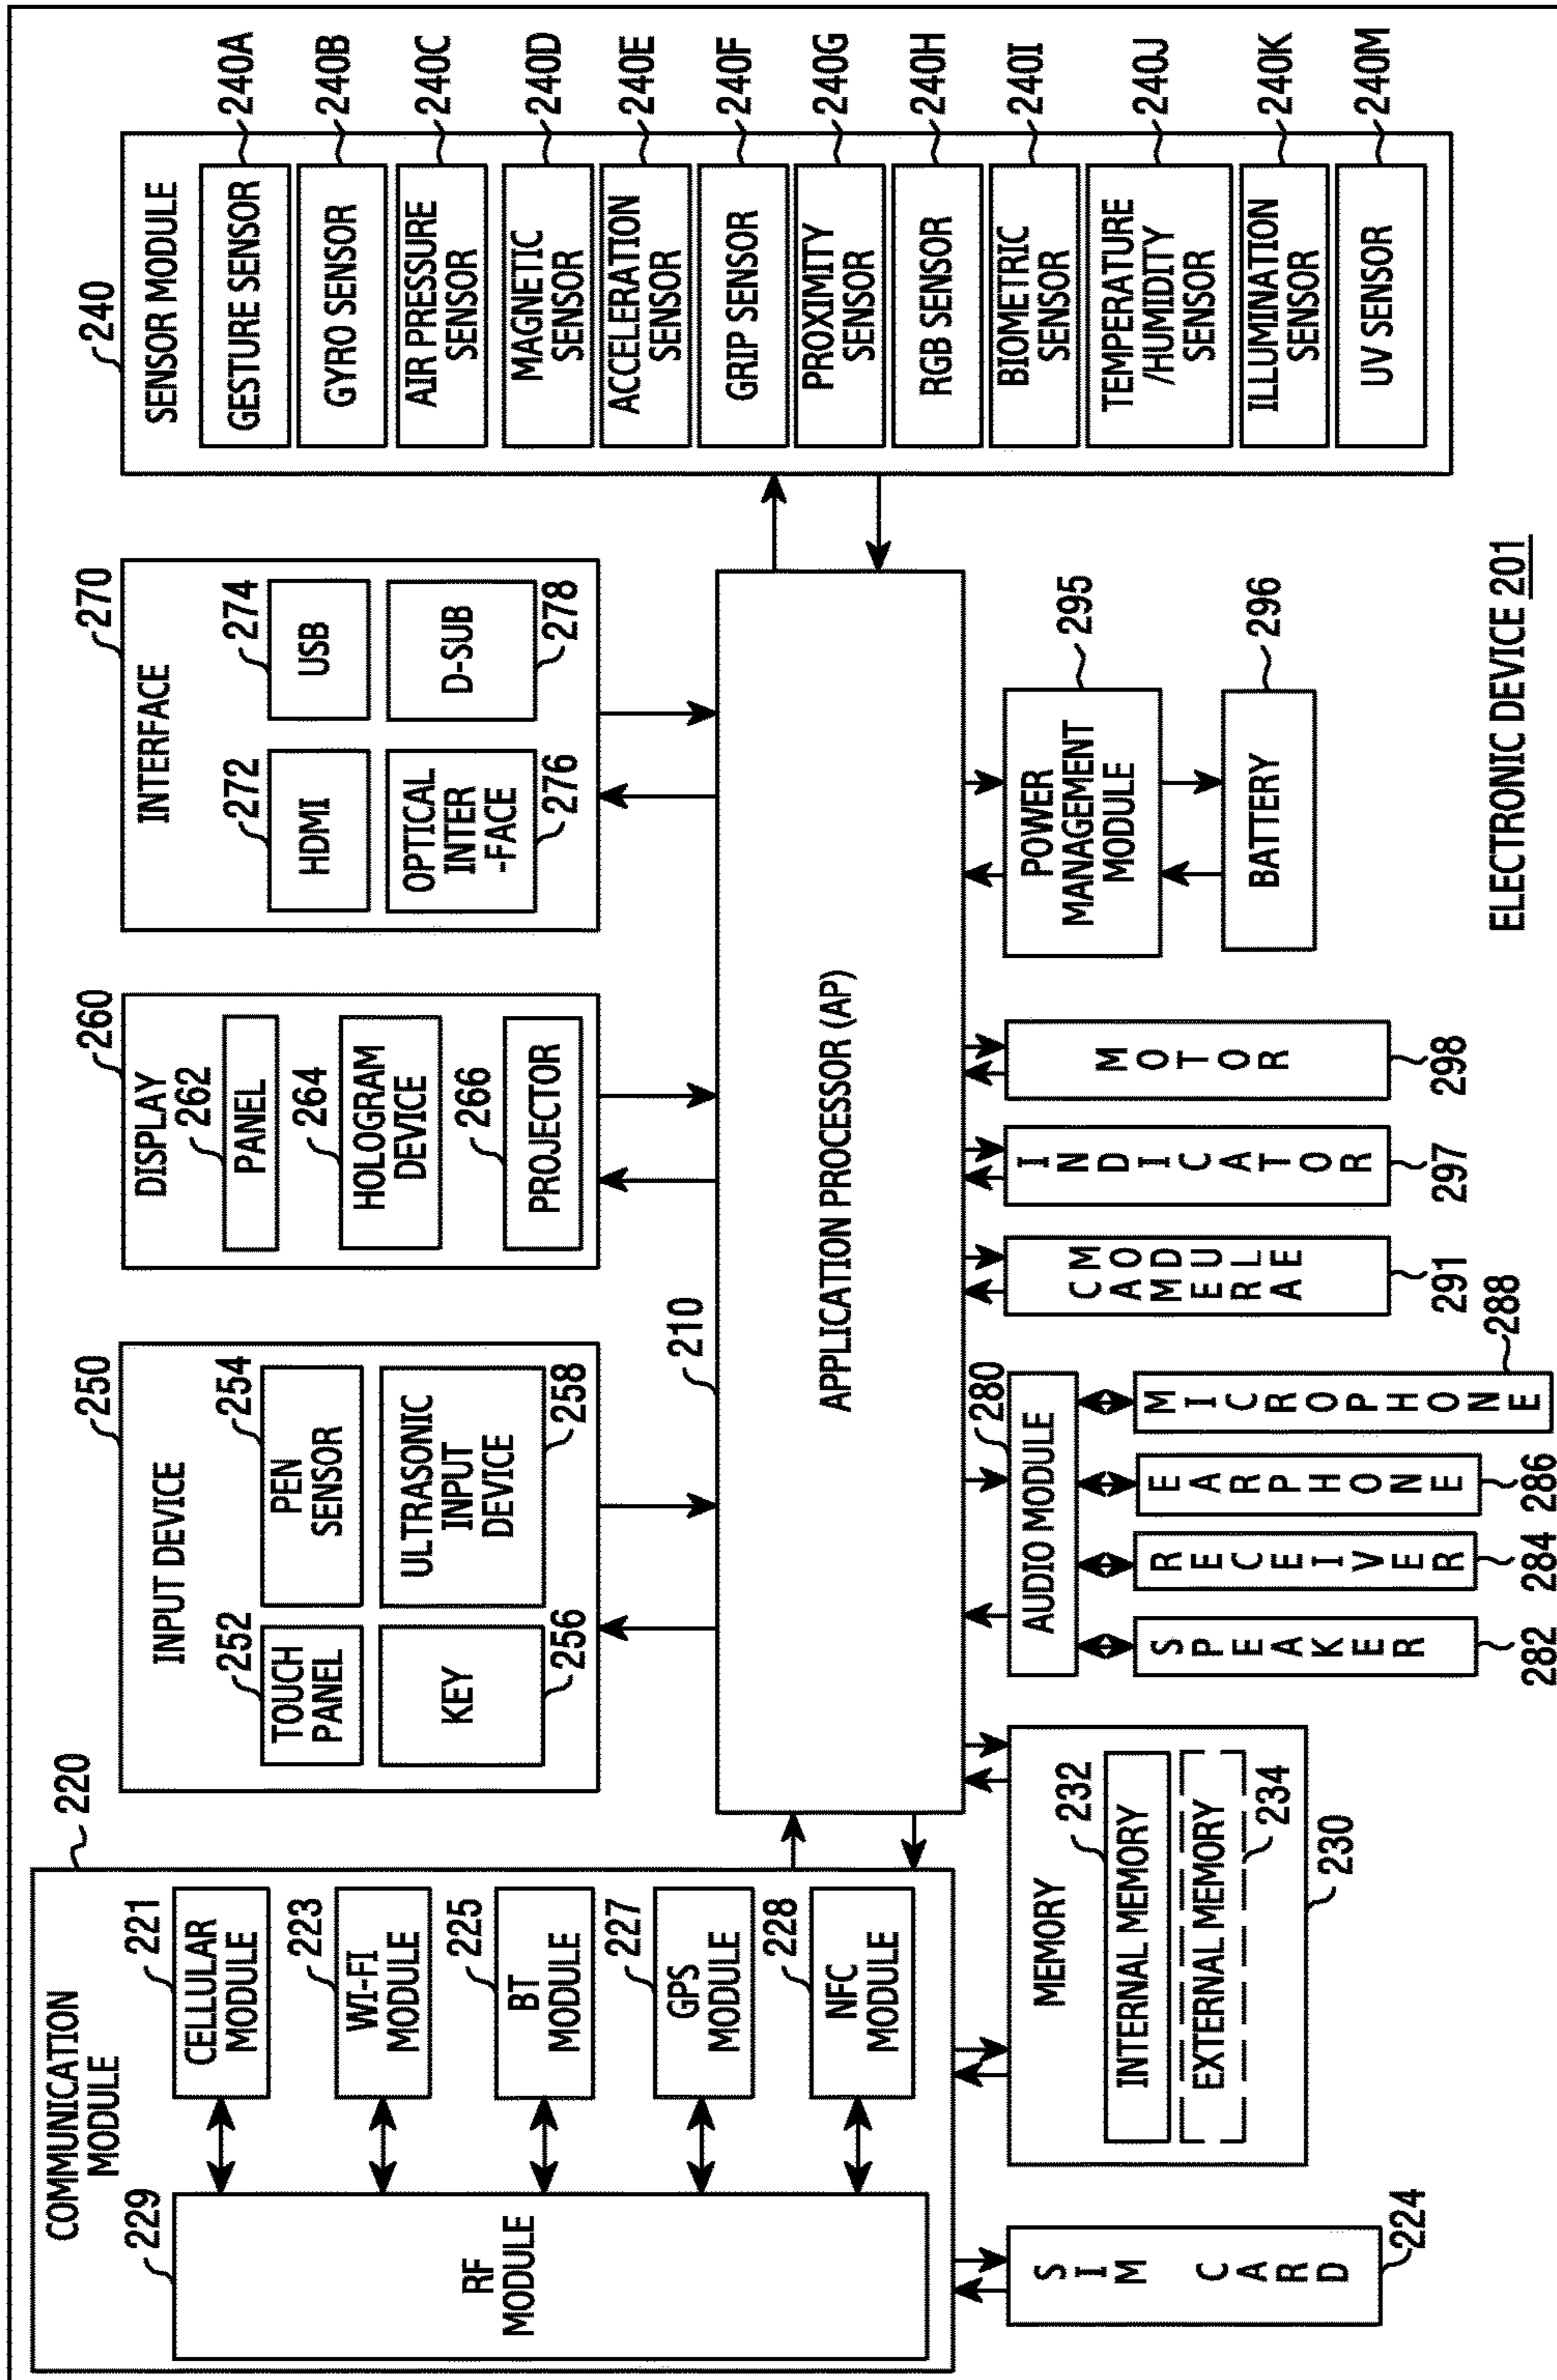 COMMUNICATION
MODULE
220
229
RF
MODULE
221
CELLULAR
MODULE
223
WI-FI
MODULE
225
BT
MODULE
227
GPS
MODULE
228
NFC
MODULE
SIM CARD
224
MEMORY
232
INTERNAL MEMORY
EXTERNAL MEMORY
234
230
INPUT DEVICE
250
252
TOUCH
PANEL
254
PEN
SENSOR
KEY
256
ULTRASONIC
INPUT
DEVICE
258
DISPLAY
260
262
PANEL
264
HOLOGRAM
DEVICE
266
PROJECTOR
INTERFACE
270
272
HDMI
274
USB
OPTICAL
INTER
-FACE
276
D-SUB
278
210
APPLICATION PROCESSOR (AP)
240
SENSOR MODULE
GESTURE SENSOR
240A
GYRO SENSOR
240B
AIR PRESSURE
SENSOR
240C
MAGNETIC
SENSOR
240D
ACCELERATION
SENSOR
240E
GRIP SENSOR
240F
PROXIMITY
SENSOR
240G
RGB SENSOR
240H
BIOMETRIC
SENSOR
240I
TEMPERATURE
/HUMIDITY
SENSOR
240J
ILLUMINATION
SENSOR
240K
UV SENSOR
240M
AUDIO MODULE
280
SPEAKER
282
RECEIVER
284
EARPHONE
286
MICROPHONE
288
CAMERA
MODULE
291
INDICATOR
297
MOTOR
298
POWER
MANAGEMENT
MODULE
295
BATTERY
296
ELECTRONIC DEVICE 201